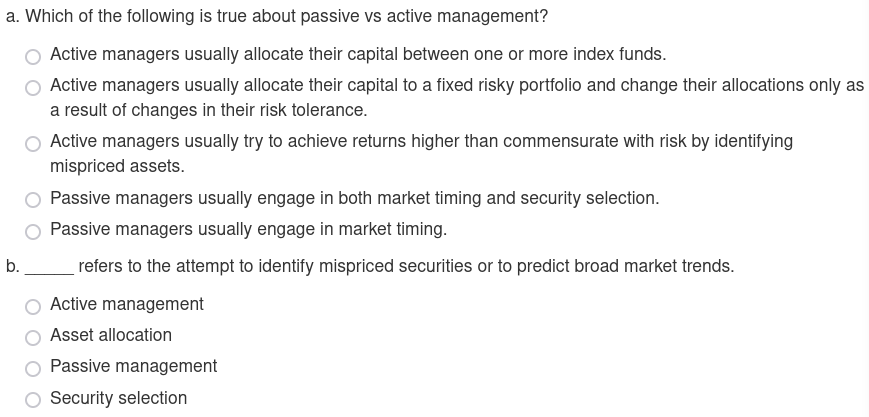 a. Which of the following is true about passive vs active management?
Active managers usually allocate their capital between one or more index funds.
Active managers usually allocate their capital to a fixed risky portfolio and change their allocations only as
a result of changes in their risk tolerance.
Active managers usually try to achieve returns higher than commensurate with risk by identifying
mispriced assets.
Passive managers usually engage in both market timing and security selection.
Passive managers usually engage in market timing.
b. _____ refers to the attempt to identify mispriced securities or to predict broad market trends.
Active management
Asset allocation
Passive management
Security selection